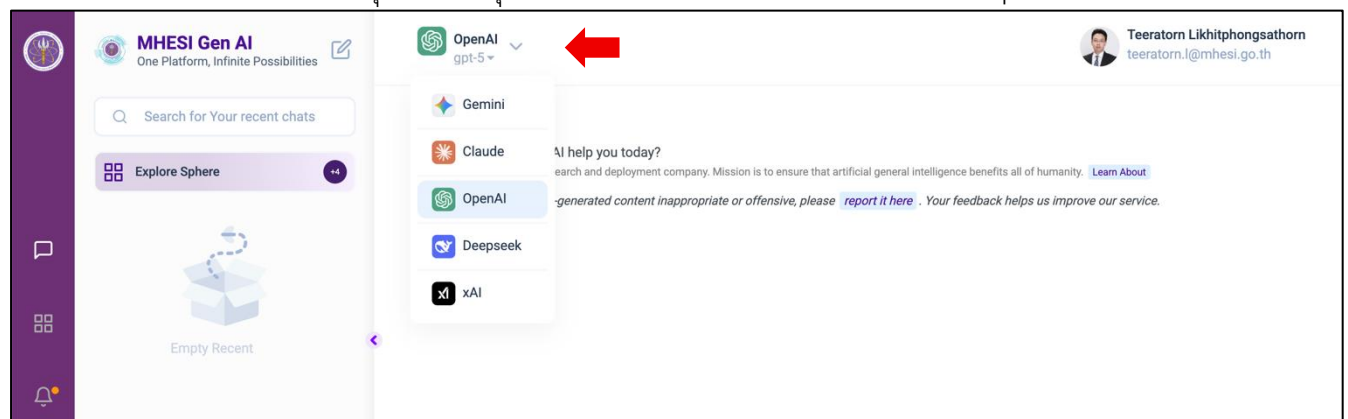 MHESI Gen AI
One Platform, Infinite Possibilities
Search for Your recent chats
Explore Sphere
+4
Empty Recent
OpenAI
gpt-5
Gemini
Claude
OpenAI
Deepseek
xAI
Teeratorn Likhitphongsathorn
teeratorn.l@mhesi.go.th
AI help you today?
earch and deployment company. Mission is to ensure that artificial general intelligence benefits all of humanity. Learn About
-generated content inappropriate or offensive, please report it here . Your feedback helps us improve our service.